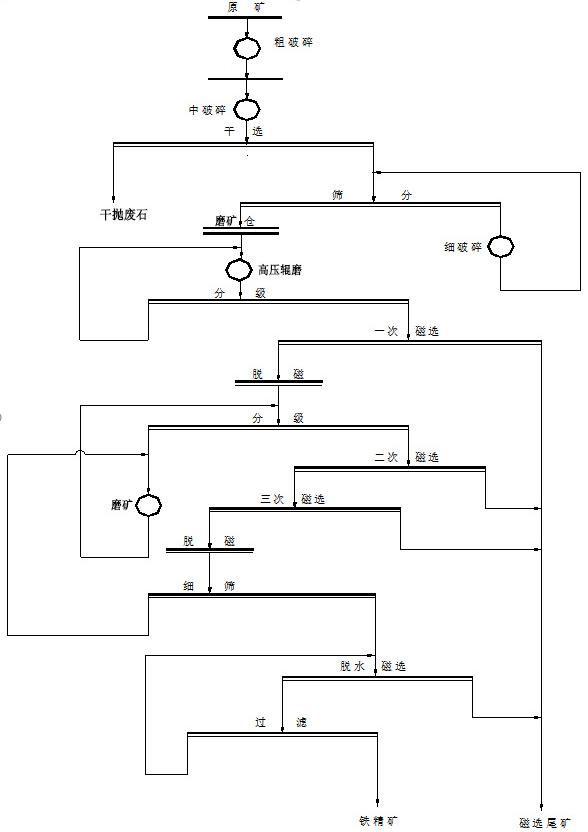 原 矿
粗破碎
中破碎
干 选
干抛废石
筛 分
磨矿 仓
细破碎
高压辊磨
分 级
一次 磁选
脱 磁
分 级
二次 磁选
磨矿
三次 磁选
脱 磁
细 筛
脱水 磁选
过 滤
铁精矿
磁选尾矿